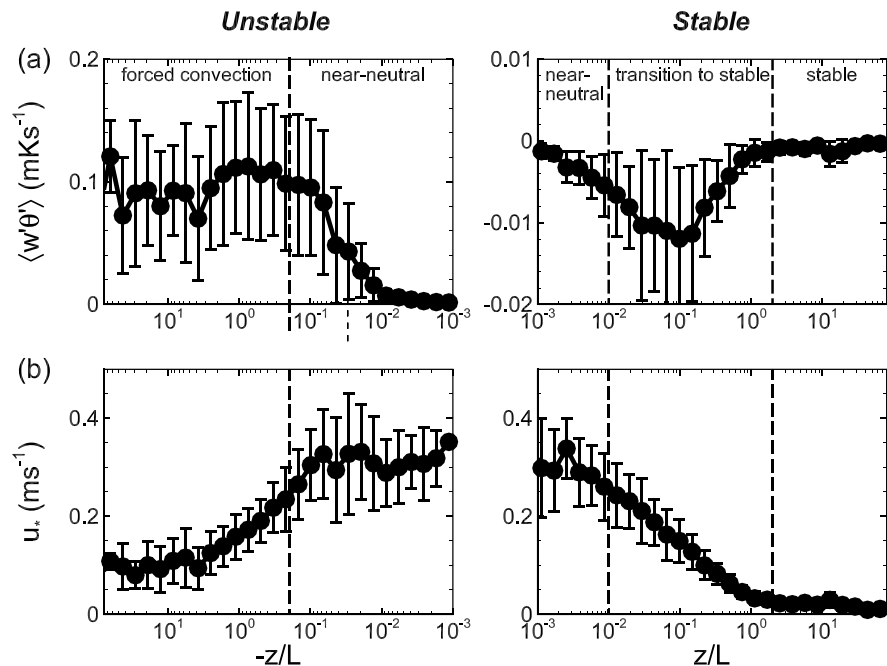 Unstable
Stable
(a)
⟨w'θ'⟩ (mKs⁻¹)
0.2
0.1
0
forced convection
near-neutral
10¹
10⁰
10⁻¹
10⁻²
10⁻³
0.01
0
-0.01
-0.02
near-
neutral
transition to stable
stable
10⁻³
10⁻²
10⁻¹
10⁰
10¹
(b)
u* (ms⁻¹)
0.4
0.2
0
10¹
10⁰
10⁻¹
10⁻²
10⁻³
-z/L
0.4
0.2
0
10⁻³
10⁻²
10⁻¹
10⁰
10¹
z/L